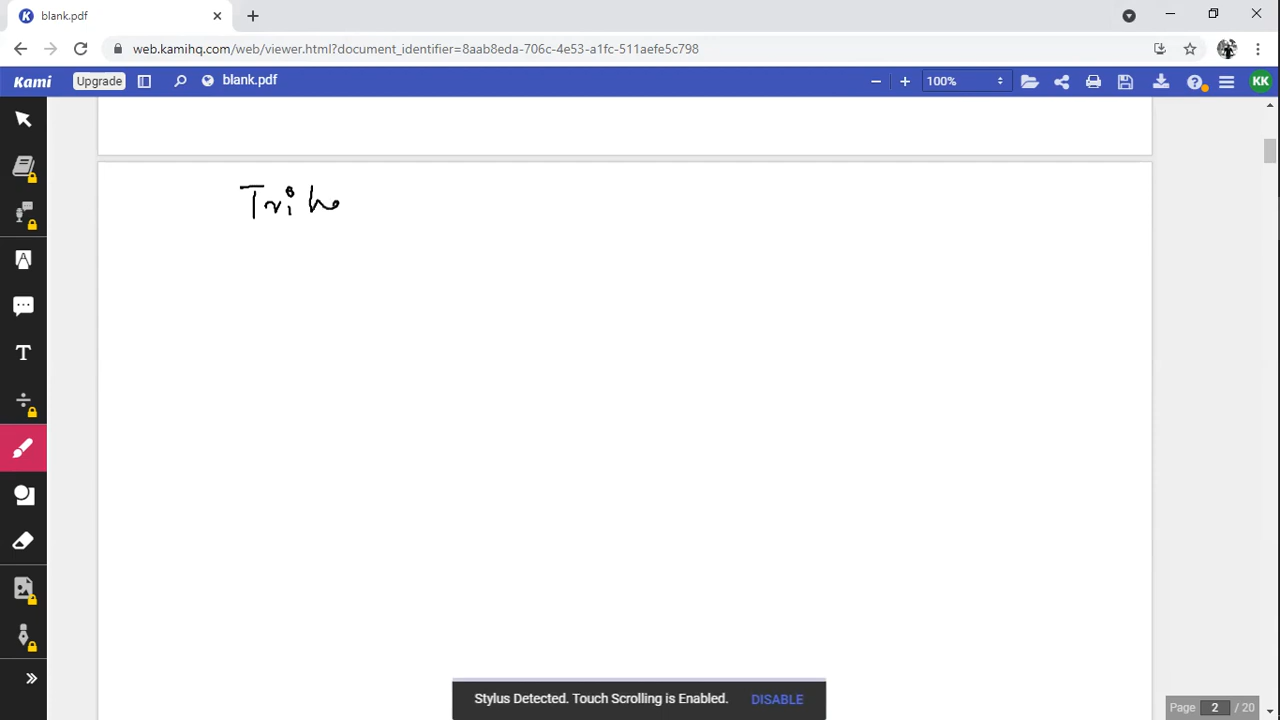 blank.pdf
web.kamihq.com/web/viewer.html?document_identifier=8aab8eda-706c-4e53-a1fc-511aefe5c798
Kami Upgrade blank.pdf 100% KK
Triho
Stylus Detected. Touch Scrolling is Enabled. DISABLE
Page 2 / 20